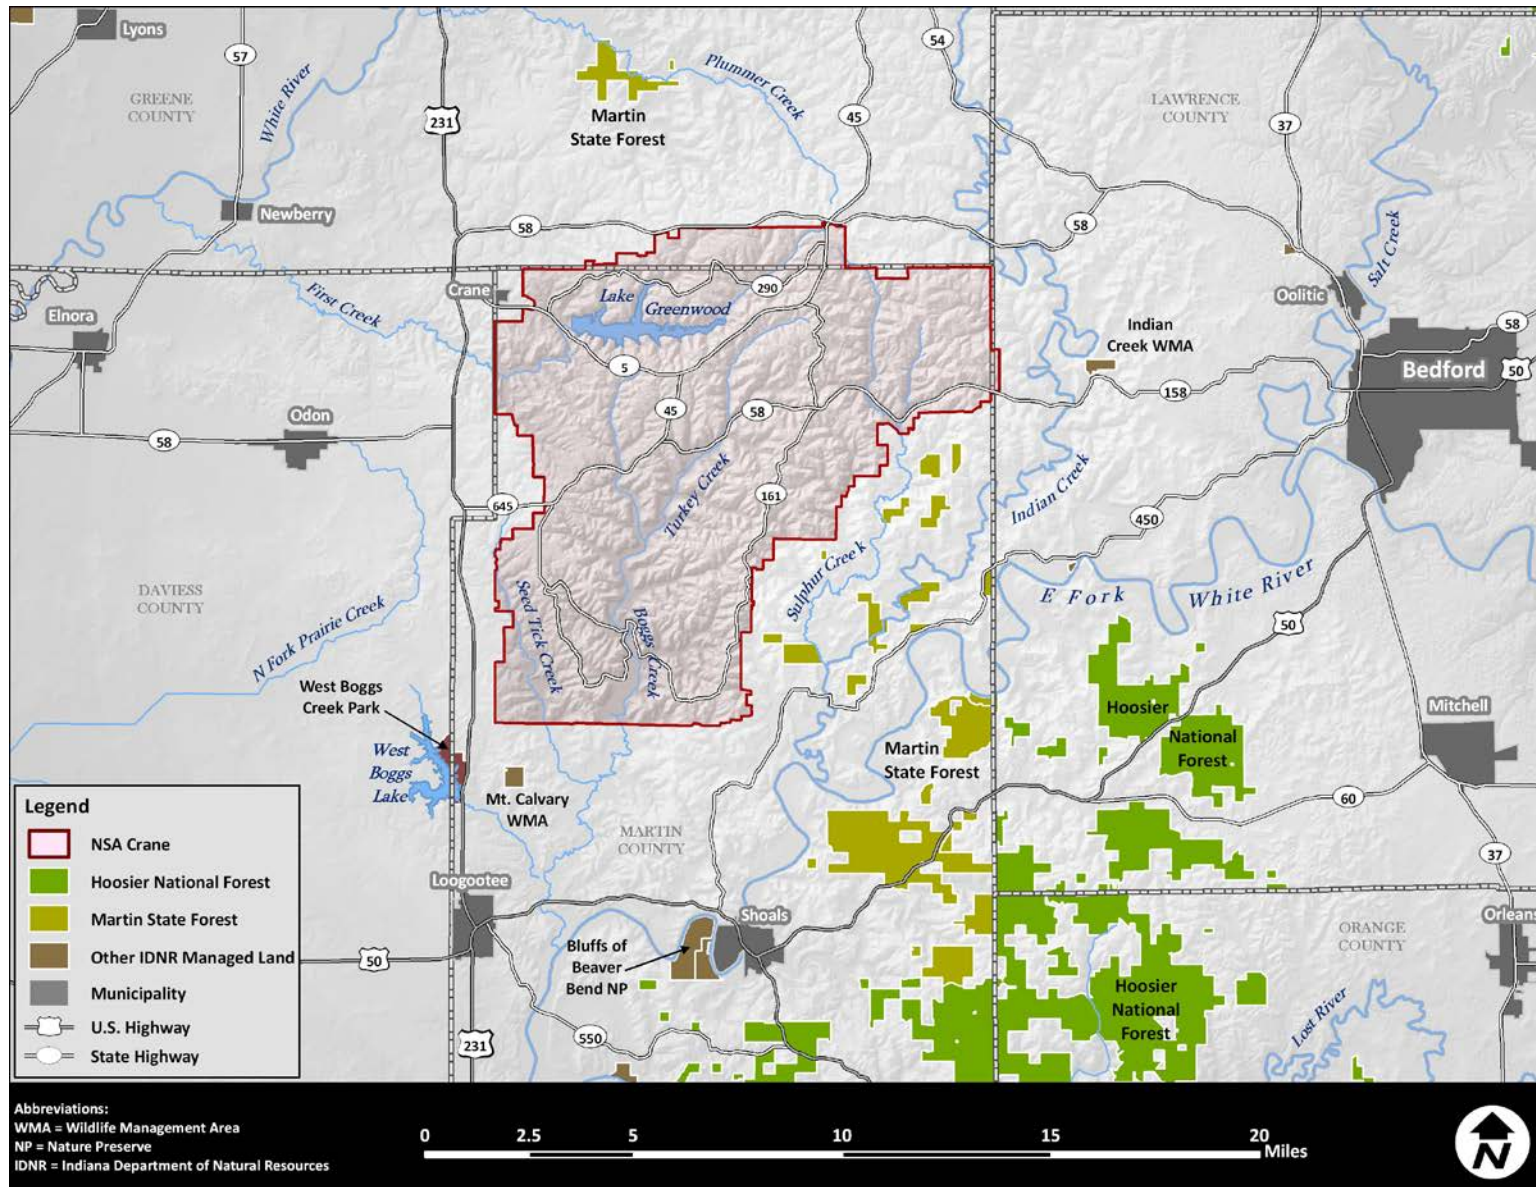 Lyons
57
54
GREENE
COUNTY
White River
231
Martin
State Forest
Plummer Creek
45
LAWRENCE
COUNTY
37
Newberry
58
58
Salt Creek
First Creek
Crane
Lake
Greenwood
290
Oolitic
Elnora
5
Indian
Creek WMA
58
Bedford
50
158
Odon
45
58
58
Turkey Creek
645
161
Indian Creek
450
DAVIESS
COUNTY
N Fork Prairie Creek
Seed Tick Creek
Boggs Creek
Sulphur Creek
E Fork
White River
50
West Boggs
Creek Park
Hoosier
National
Forest
Mitchell
West
Boggs
Lake
Martin
State Forest
Mt. Calvary
WMA
60
MARTIN
COUNTY
37
Loogootee
Shoals
ORANGE
COUNTY
Orleans
50
Bluffs of
Beaver
Bend NP
Hoosier
National
Forest
Lost River
231
550
Legend
NSA Crane
Hoosier National Forest
Martin State Forest
Other IDNR Managed Land
Municipality
U.S. Highway
State Highway
Abbreviations:
WMA = Wildlife Management Area
NP = Nature Preserve
IDNR = Indiana Department of Natural Resources
0 2.5 5 10 15 20
Miles
N